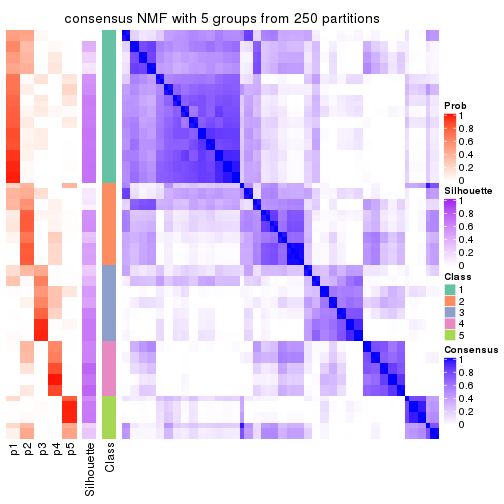 consensus NMF with 5 groups from 250 partitions
Prob
1
0.8
0.6
0.4
0.2
0
Silhouette
1
0.8
0.6
0.4
0.2
0
Class
1
2
3
4
5
Consensus
1
0.8
0.6
0.4
0.2
0
p1
p2
p3
p4
p5
Silhouette
Class